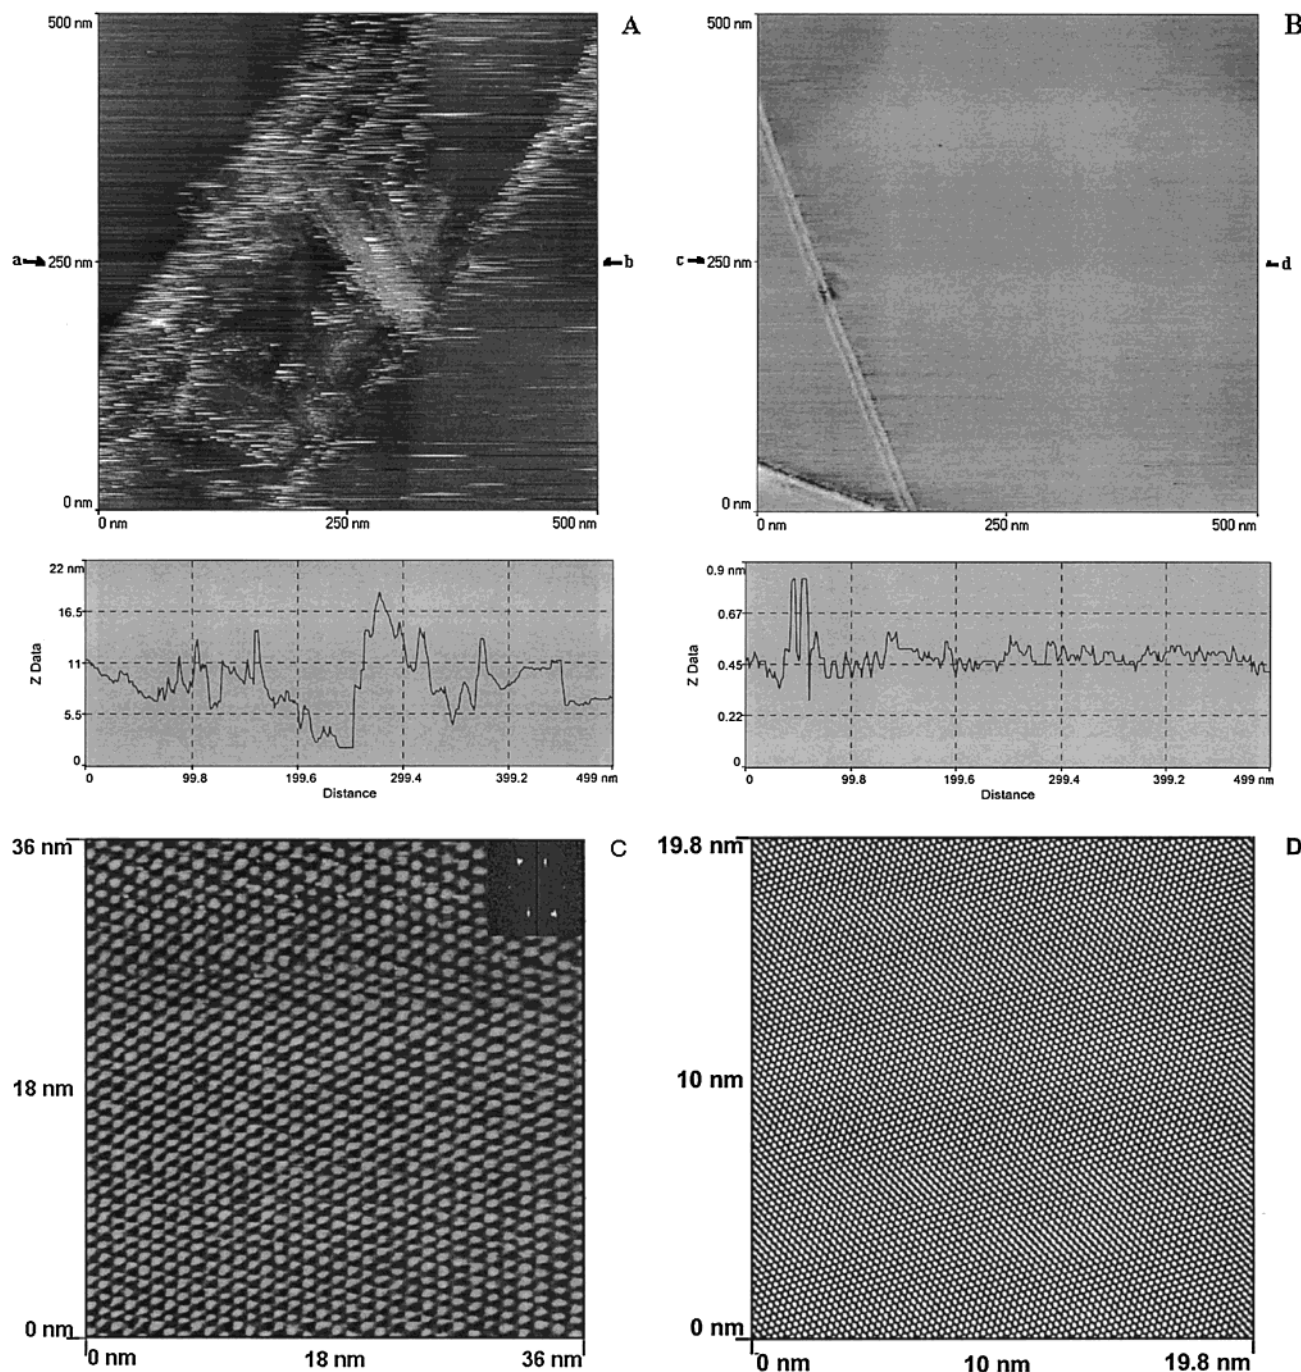 500 nm
A
a
250 nm
b
0 nm
0 nm 250 nm 500 nm
500 nm
B
c
250 nm
d
0 nm
0 nm 250 nm 500 nm
22 nm
16.5
11
5.5
0
Z Data
0 99.8 199.6 299.4 399.2 499 nm
Distance
0.9 nm
0.67
0.45
0.22
0
Z Data
0 99.8 199.6 299.4 399.2 499 nm
Distance
36 nm
C
18 nm
0 nm
0 nm 18 nm 36 nm
19.8 nm
D
10 nm
0 nm
0 nm 10 nm 19.8 nm